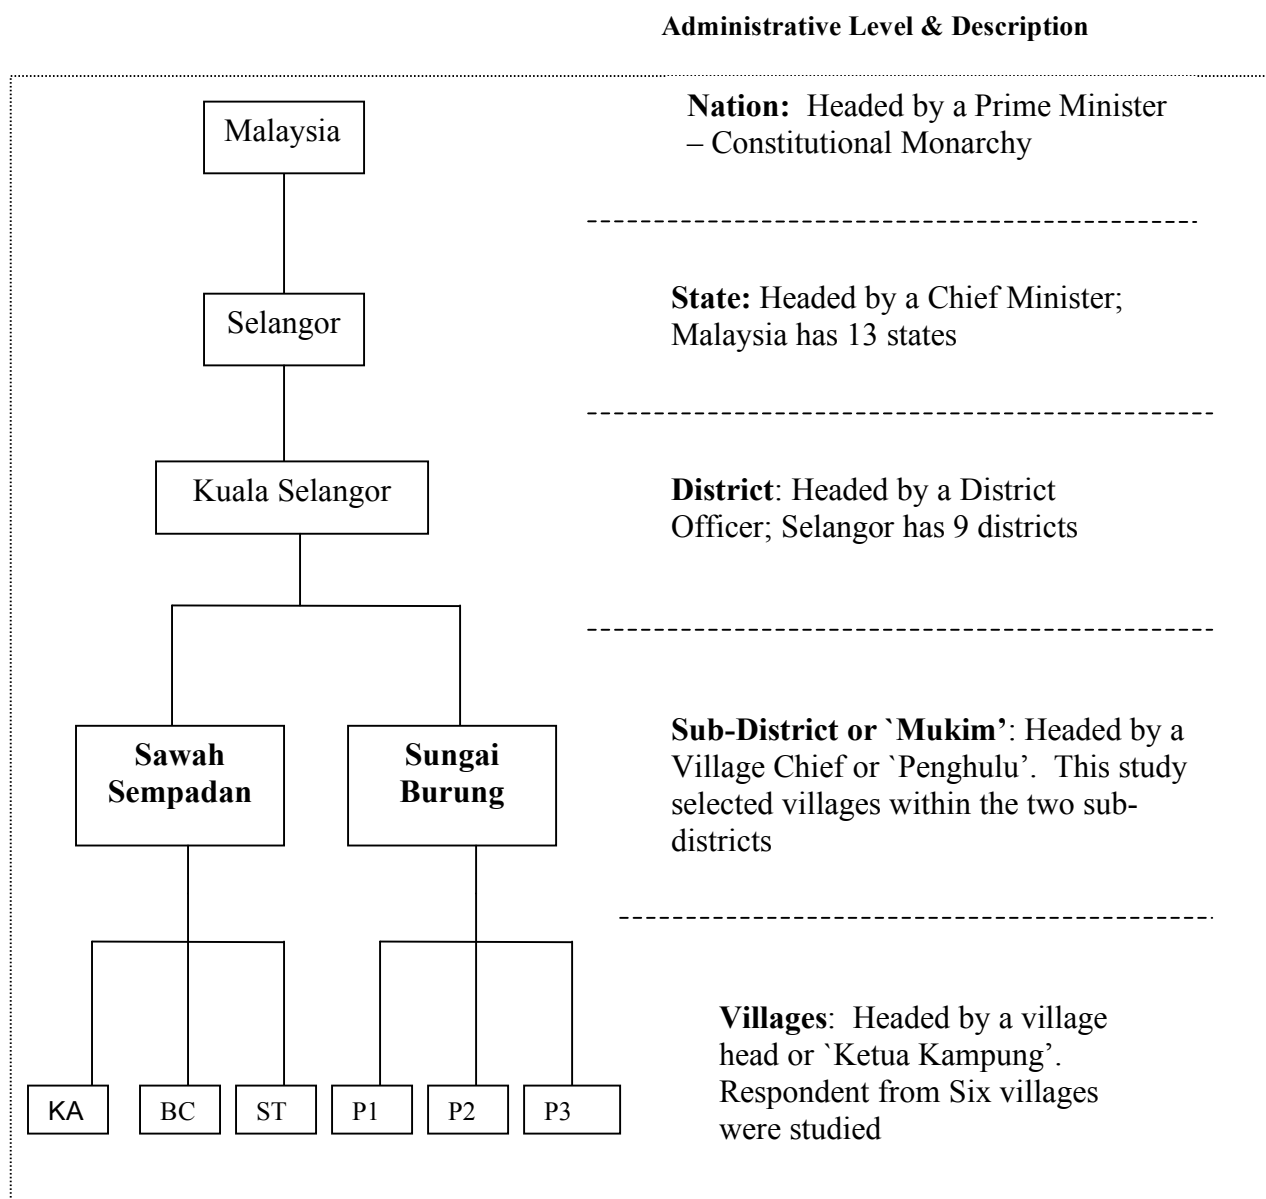 Administrative Level & Description
Malaysia
Nation:  Headed by a Prime Minister
– Constitutional Monarchy
Selangor
State: Headed by a Chief Minister;
Malaysia has 13 states
Kuala Selangor
District: Headed by a District
Officer; Selangor has 9 districts
Sawah
Sempadan
Sungai
Burung
Sub-District or `Mukim’: Headed by a
Village Chief or `Penghulu’.  This study
selected villages within the two sub-
districts
Villages:  Headed by a village
head or `Ketua Kampung’.
Respondent from Six villages
were studied
KA
BC
ST
P1
P2
P3